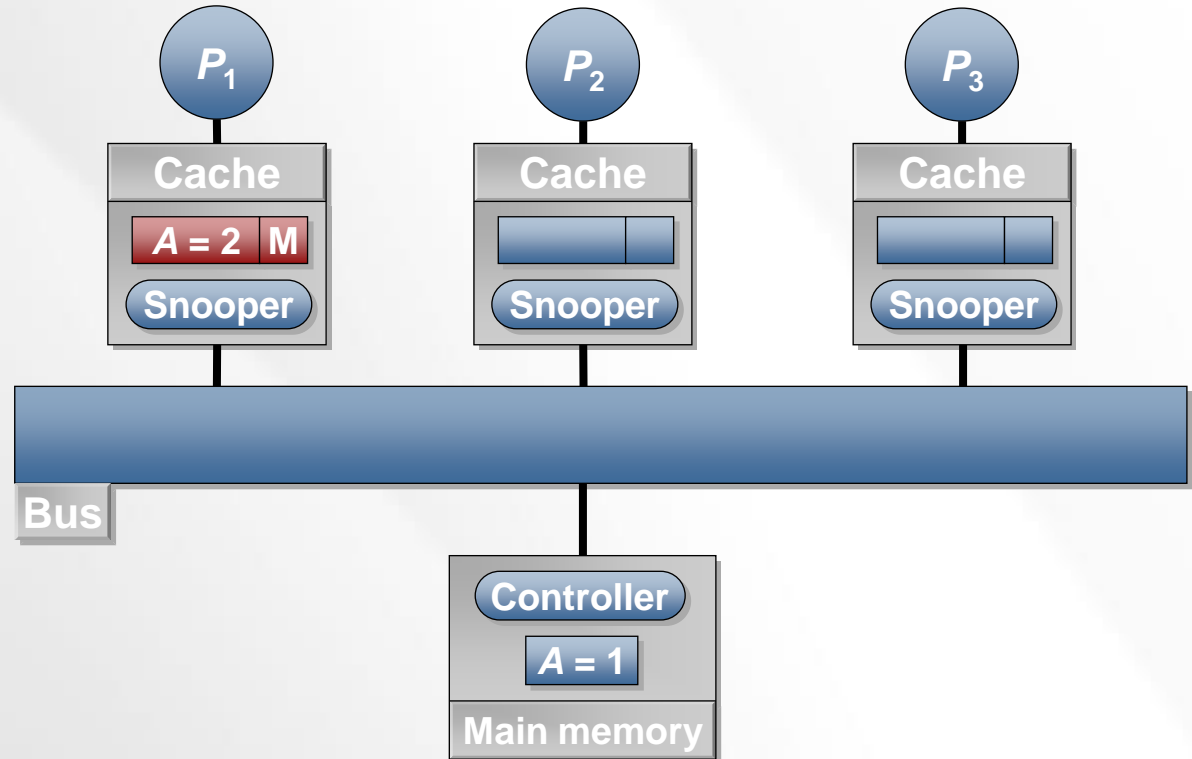 P1
P2
P3
Cache
Cache
Cache
A = 2 M
Snooper
Snooper
Snooper
Bus
Controller
A = 1
Main memory